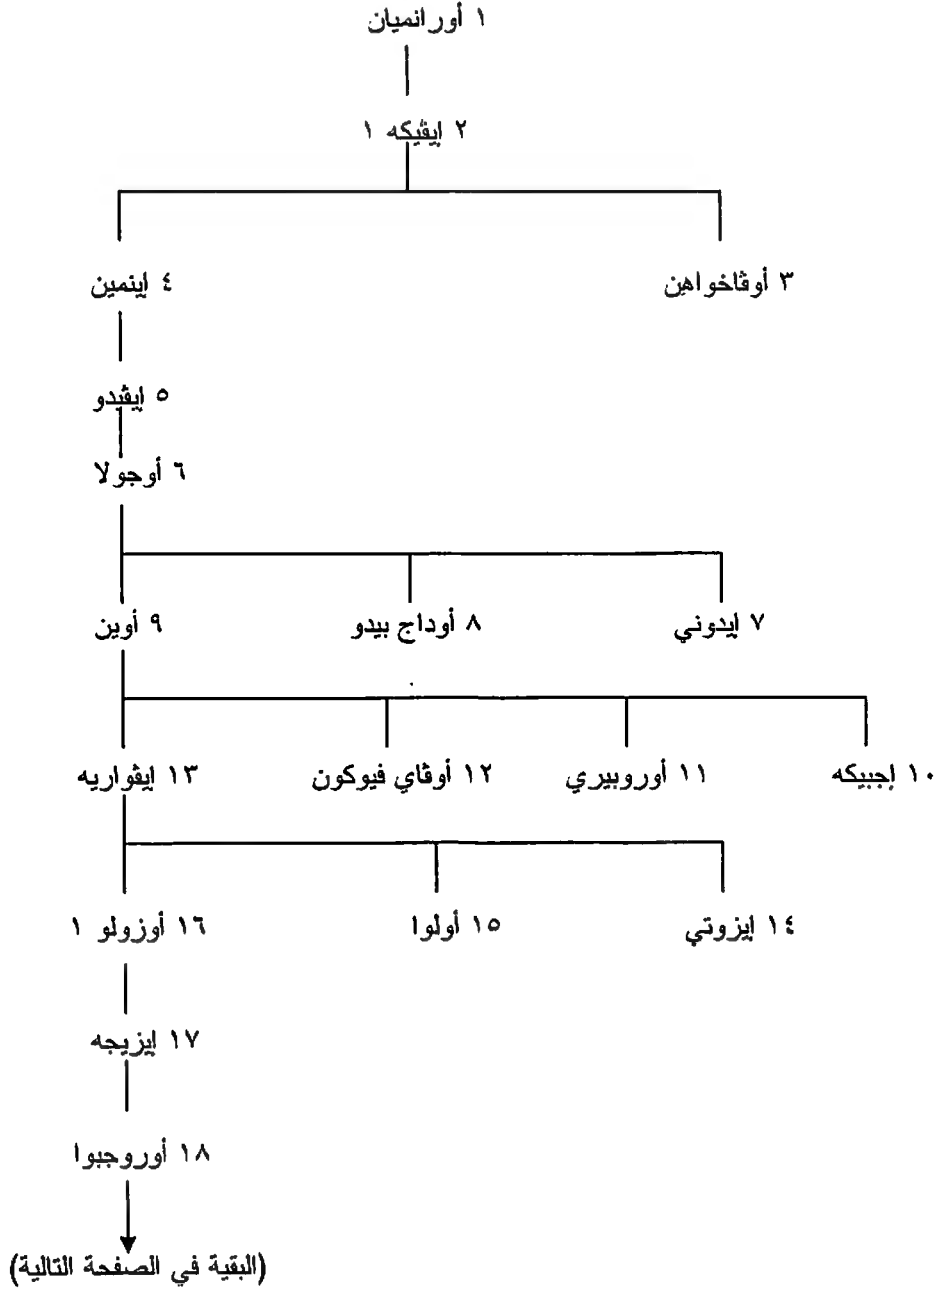 ١ أورانميان
٢ إيڤيكه ١
٣ أوڤاخواهن
٤ إينمين
٥ إيڤيدو
٦ أوجولا
٧ إيدوني
٨ أوداج بيدو
٩ أوين
١٠ إجبيكه
١١ أوروبيري
١٢ أوڤاي فيوكون
١٣ إيڤواريه
١٤ إيزوتي
١٥ أولوا
١٦ أوزولو ١
١٧ إيزيجه
١٨ أوروجبوا
(البقية في الصفحة التالية)